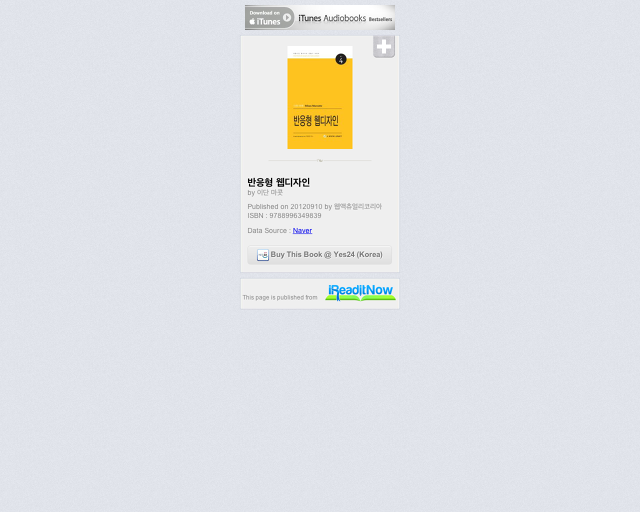 Download on
iTunes
iTunes Audiobooks Bestsellers
4
반응형 웹디자인
반응형 웹디자인
by 이단 마콧
Published on 20120910 by 웹액츄얼리코리아
ISBN : 9788996349839
Data Source : Naver
Buy This Book @ Yes24 (Korea)
This page is published from
iReadItNow